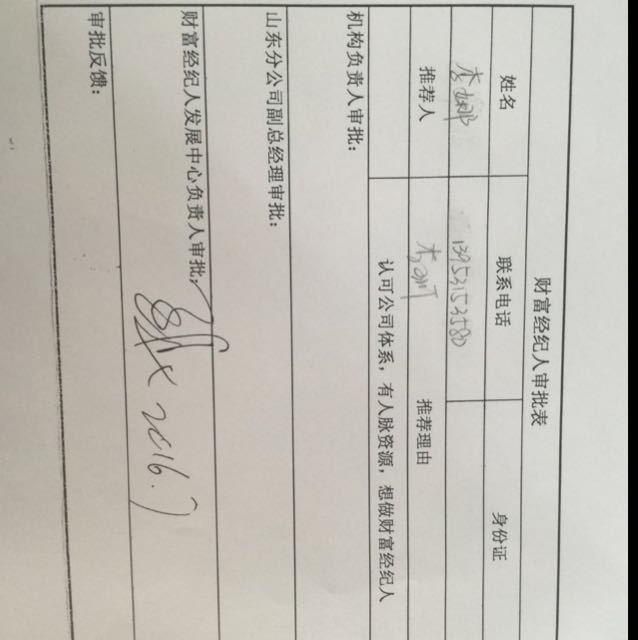 财富经纪人审批表
姓名 联系电话 身份证
李娜 13953153580
推荐人 推荐理由
认可公司体系，有人脉资源，想做财富经纪人
机构负责人审批：
山东分公司副总经理审批：
财富经纪人发展中心负责人审批：
2016.7
审批反馈：